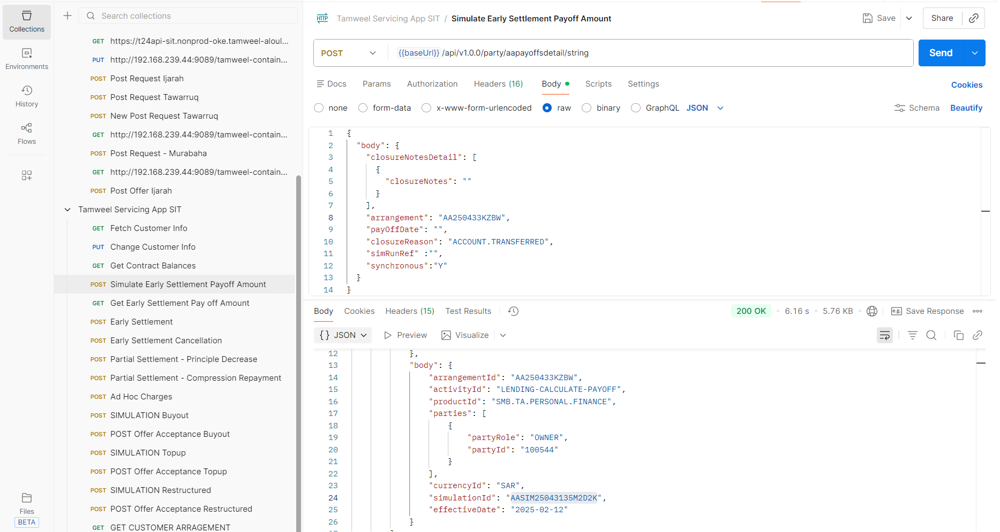 Collections
Environments
History
Flows
Files
BETA
Search collections
GET https://t24api-sit.nonprod-oke.tamweel-aloul...
PUT http://192.168.239.44:9089/tamweel-contain...
POST Post Request Ijarah
POST Post Request Tawarruq
POST New Post Request Tawarruq
GET http://192.168.239.44:9089/tamweel-contain...
POST Post Request - Murabaha
GET http://192.168.239.44:9089/tamweel-contain...
POST Post Offer Ijarah
Tamweel Servicing App SIT
GET Fetch Customer Info
PUT Change Customer Info
GET Get Contract Balances
POST Simulate Early Settlement Payoff Amount
GET Get Early Settlement Pay off Amount
POST Early Settlement
POST Early Settlement Cancellation
POST Partial Settlement - Principle Decrease
POST Partial Settlement - Compression Repayment
POST Ad Hoc Charges
POST SIMULATION Buyout
POST POST Offer Acceptance Buyout
POST SIMULATION Topup
POST POST Offer Acceptance Topup
POST SIMULATION Restructured
POST POST Offer Acceptance Restructured
GET GET CUSTOMER ARRAGEMENT
HTTP Tamweel Servicing App SIT / Simulate Early Settlement Payoff Amount Save Share
POST {{baseUrl}} /api/v1.0.0/party/aapayoffsdetail/string Send
Docs Params Authorization Headers (16) Body Scripts Settings Cookies
none form-data x-www-form-urlencoded raw binary GraphQL JSON Schema Beautify
1 {
2 "body": {
3 "closureNotesDetail": [
4 {
5 "closureNotes": ""
6 }
7 ],
8 "arrangement": "AA250433KZBW",
9 "payOffDate": "",
10 "closureReason": "ACCOUNT.TRANSFERRED",
11 "simRunRef" :"",
12 "synchronous":"Y"
13 }
14 }
Body Cookies Headers (15) Test Results 200 OK 6.16 s 5.76 KB e.g. Save Response
{} JSON Preview Visualize
12 },
13 "body": {
14 "arrangementId": "AA250433KZBW",
15 "activityId": "LENDING-CALCULATE-PAYOFF",
16 "productId": "SMB.TA.PERSONAL.FINANCE",
17 "parties": [
18 {
19 "partyRole": "OWNER",
20 "partyId": "100544"
21 }
22 ],
23 "currencyId": "SAR",
24 "simulationId": "AASIM25043135M2D2K",
25 "effectiveDate": "2025-02-12"
26 }